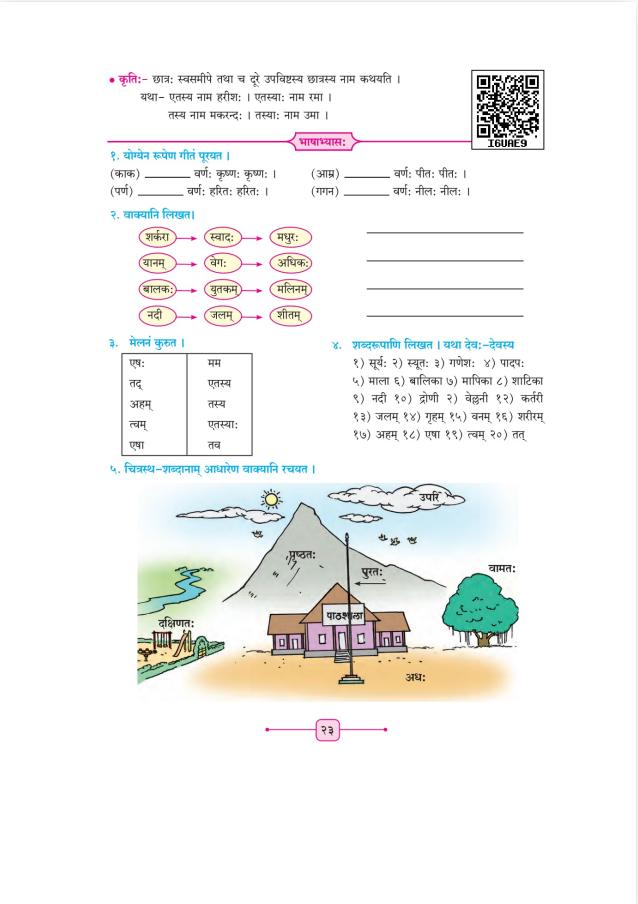 • कृति:- छात्र: स्वसमीपे तथा च दूरे उपविष्टस्य छात्रस्य नाम कथयति ।
यथा- एतस्य नाम हरीश: । एतस्या: नाम रमा ।
तस्य नाम मकरन्द: । तस्या: नाम उमा ।
IGUAE9
भाषाभ्यास:
१. योग्येन रूपेण गीतं पूरयत ।
(काक) ________ वर्ण: कृष्ण: कृष्ण: । (आम्र) ________ वर्ण: पीत: पीत: ।
(पर्ण) ________ वर्ण: हरित: हरित: । (गगन) ________ वर्ण: नील: नील: ।
२. वाक्यानि लिखत।
शर्करा → स्वाद: → मधुर:
यानम् → वेग: → अधिक:
बालक: → युतकम् → मलिनम्
नदी → जलम् → शीतम्
३. मेलनं कुरुत ।
एष: मम
तद् एतस्य
अहम् तस्य
त्वम् एतस्या:
एषा तव
४. शब्दरूपाणि लिखत । यथा देव:-देवस्य
१) सूर्य: २) स्यूत: ३) गणेश: ४) पादप:
५) माला ६) बालिका ७) मापिका ८) शाटिका
९) नदी १०) द्रोणी २) वेल्लनी १२) कर्तरी
१३) जलम् १४) गृहम् १५) वनम् १६) शरीरम्
१७) अहम् १८) एषा १९) त्वम् २०) तत्
५. चित्रस्थ-शब्दानाम् आधारेण वाक्यानि रचयत ।
उपरि
पृष्ठत:
पुरत:
वामत:
दक्षिणत:
पाठशाला
अध:
२३